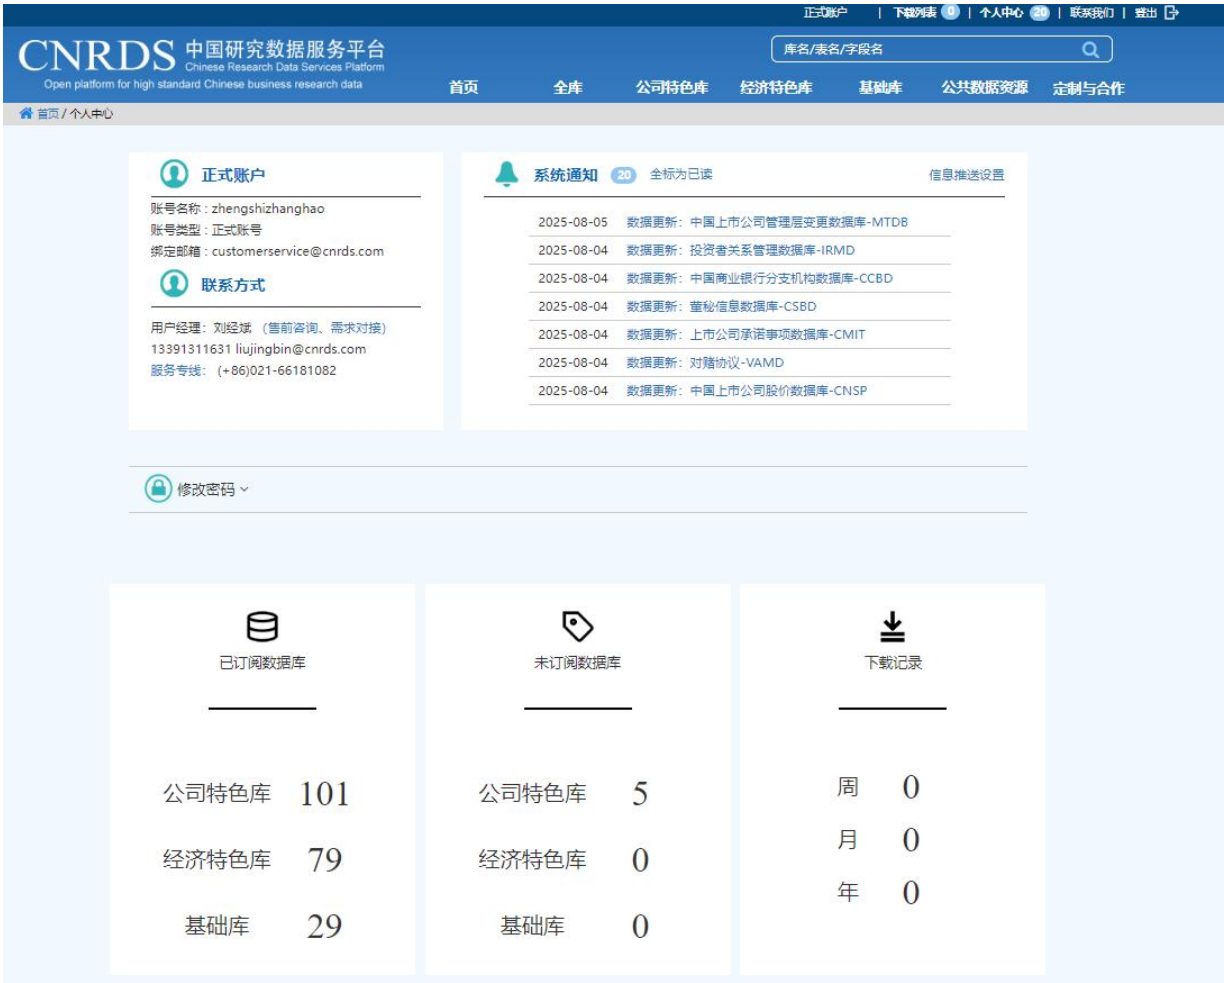 正式账户 | 下载列表 0 | 个人中心 20 | 联系我们 | 登出
CNRDS 中国研究数据服务平台
Chinese Research Data Services Platform
Open platform for high standard Chinese business research data
库名/表名/字段名
首页 全库 公司特色库 经济特色库 基础库 公共数据资源 定制与合作
首页 / 个人中心
正式账户
账号名称 : zhengshizhanghao
账号类型 : 正式账号
绑定邮箱 : customerservice@cnrds.com
联系方式
用户经理： 刘经斌 （售前咨询、需求对接）
13391311631 liujingbin@cnrds.com
服务专线： (+86)021-66181082
系统通知 20 全标为已读 信息推送设置
2025-08-05 数据更新：中国上市公司管理层变更数据库-MTDB
2025-08-04 数据更新：投资者关系管理数据库-IRMD
2025-08-04 数据更新：中国商业银行分支机构数据库-CCBD
2025-08-04 数据更新：董秘信息数据库-CSBD
2025-08-04 数据更新：上市公司承诺事项数据库-CMIT
2025-08-04 数据更新：对赌协议-VAMD
2025-08-04 数据更新：中国上市公司股价数据库-CNSP
修改密码
已订阅数据库
公司特色库 101
经济特色库 79
基础库 29
未订阅数据库
公司特色库 5
经济特色库 0
基础库 0
下载记录
周 0
月 0
年 0